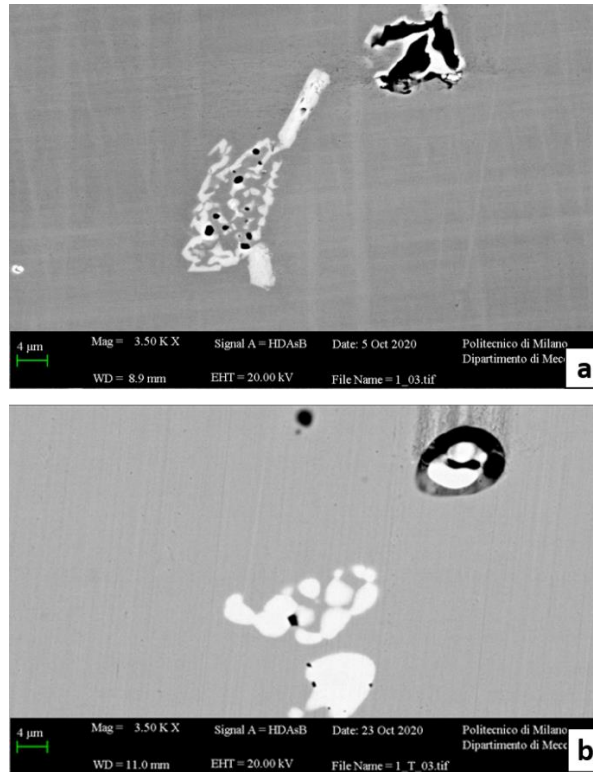 4 μm Mag = 3.50 K X Signal A = HDAsB Date: 5 Oct 2020 Politecnico di Milano
Dipartimento di
WD = 8.9 mm EHT = 20.00 kV File Name = 1_03.tif
a
4 μm Mag = 3.50 K X Signal A = HDAsB Date: 23 Oct 2020 Politecnico di Milano
Dipartimento di
WD = 11.0 mm EHT = 20.00 kV File Name = 1_T_03.tif
b